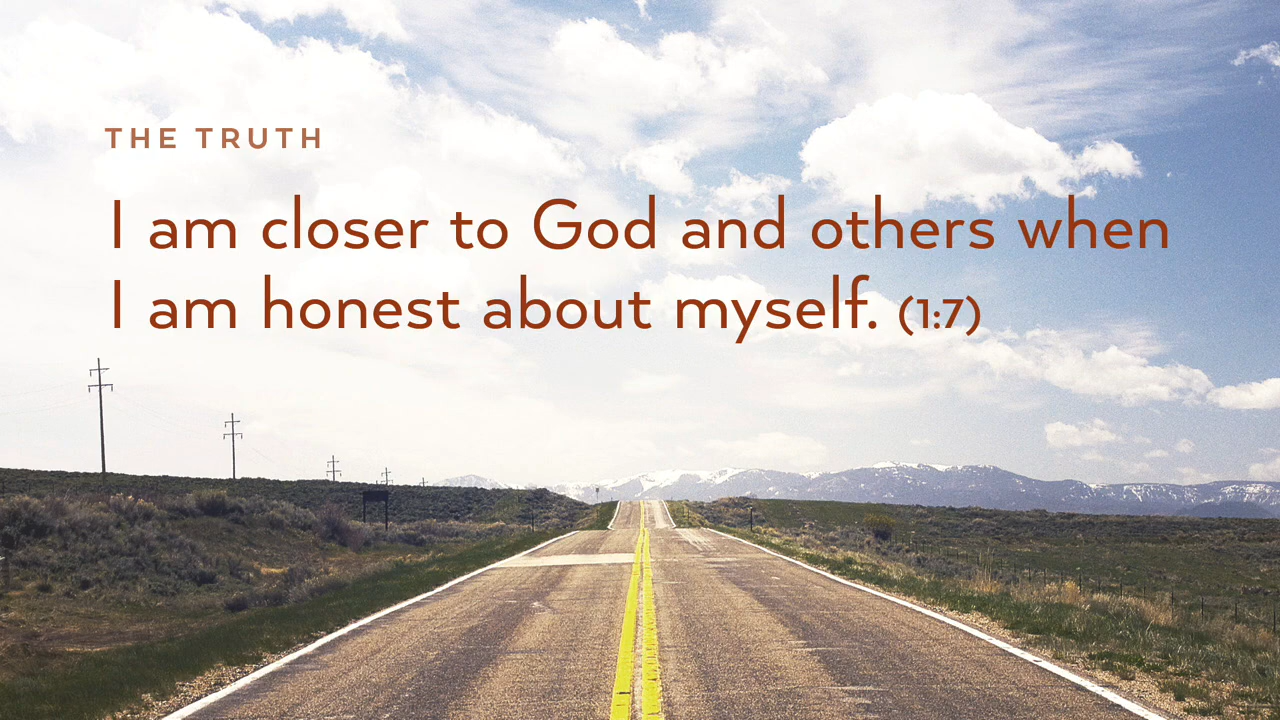 THE TRUTH
I am closer to God and others when
I am honest about myself. (1:7)